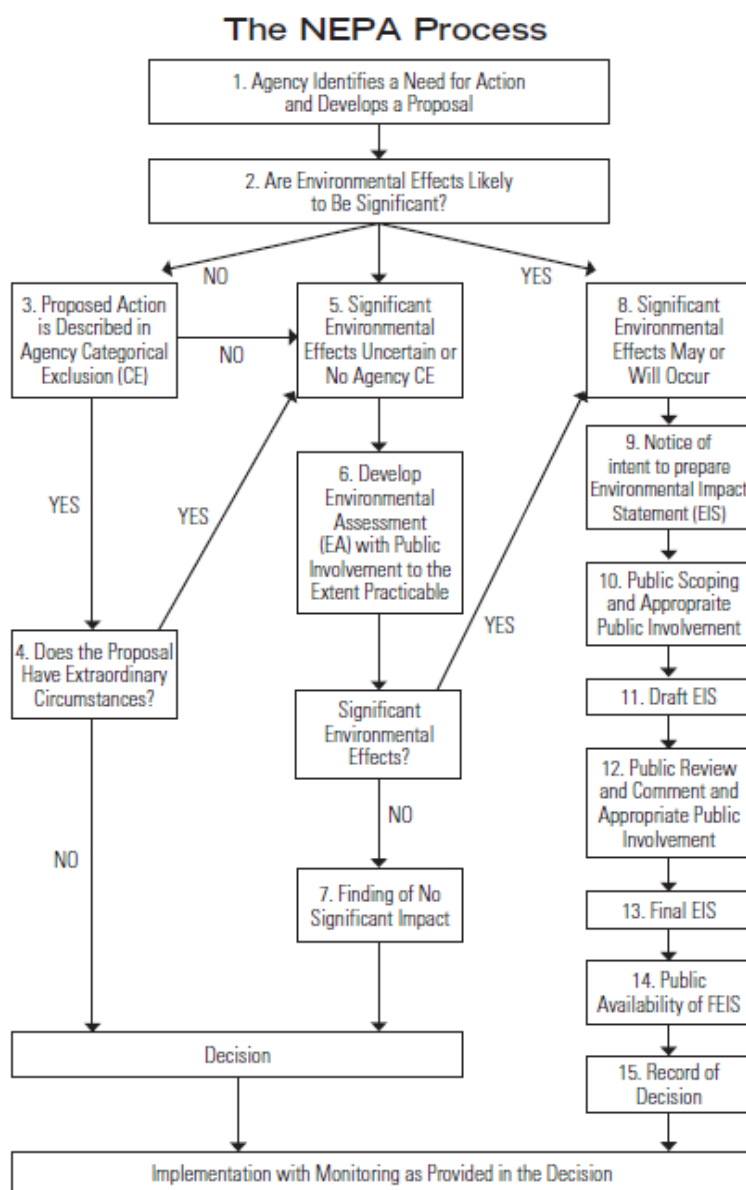 The NEPA Process
1. Agency Identifies a Need for Action
and Develops a Proposal
2. Are Environmental Effects Likely
to Be Significant?
NO
YES
3. Proposed Action
is Described in
Agency Categorical
Exclusion (CE)
NO
5. Significant
Environmental
Effects Uncertain or
No Agency CE
8. Significant
Environmental
Effects May or
Will Occur
YES
YES
6. Develop
Environmental
Assessment
(EA) with Public
Involvement to the
Extent Practicable
9. Notice of
intent to prepare
Environmental Impact
Statement (EIS)
10. Public Scoping
and Appropraite
Public Involvement
YES
4. Does the Proposal
Have Extraordinary
Circumstances?
Significant
Environmental
Effects?
11. Draft EIS
12. Public Review
and Comment and
Appropriate Public
Involvement
NO
NO
7. Finding of No
Significant Impact
13. Final EIS
14. Public
Availability of FEIS
Decision
15. Record of
Decision
Implementation with Monitoring as Provided in the Decision